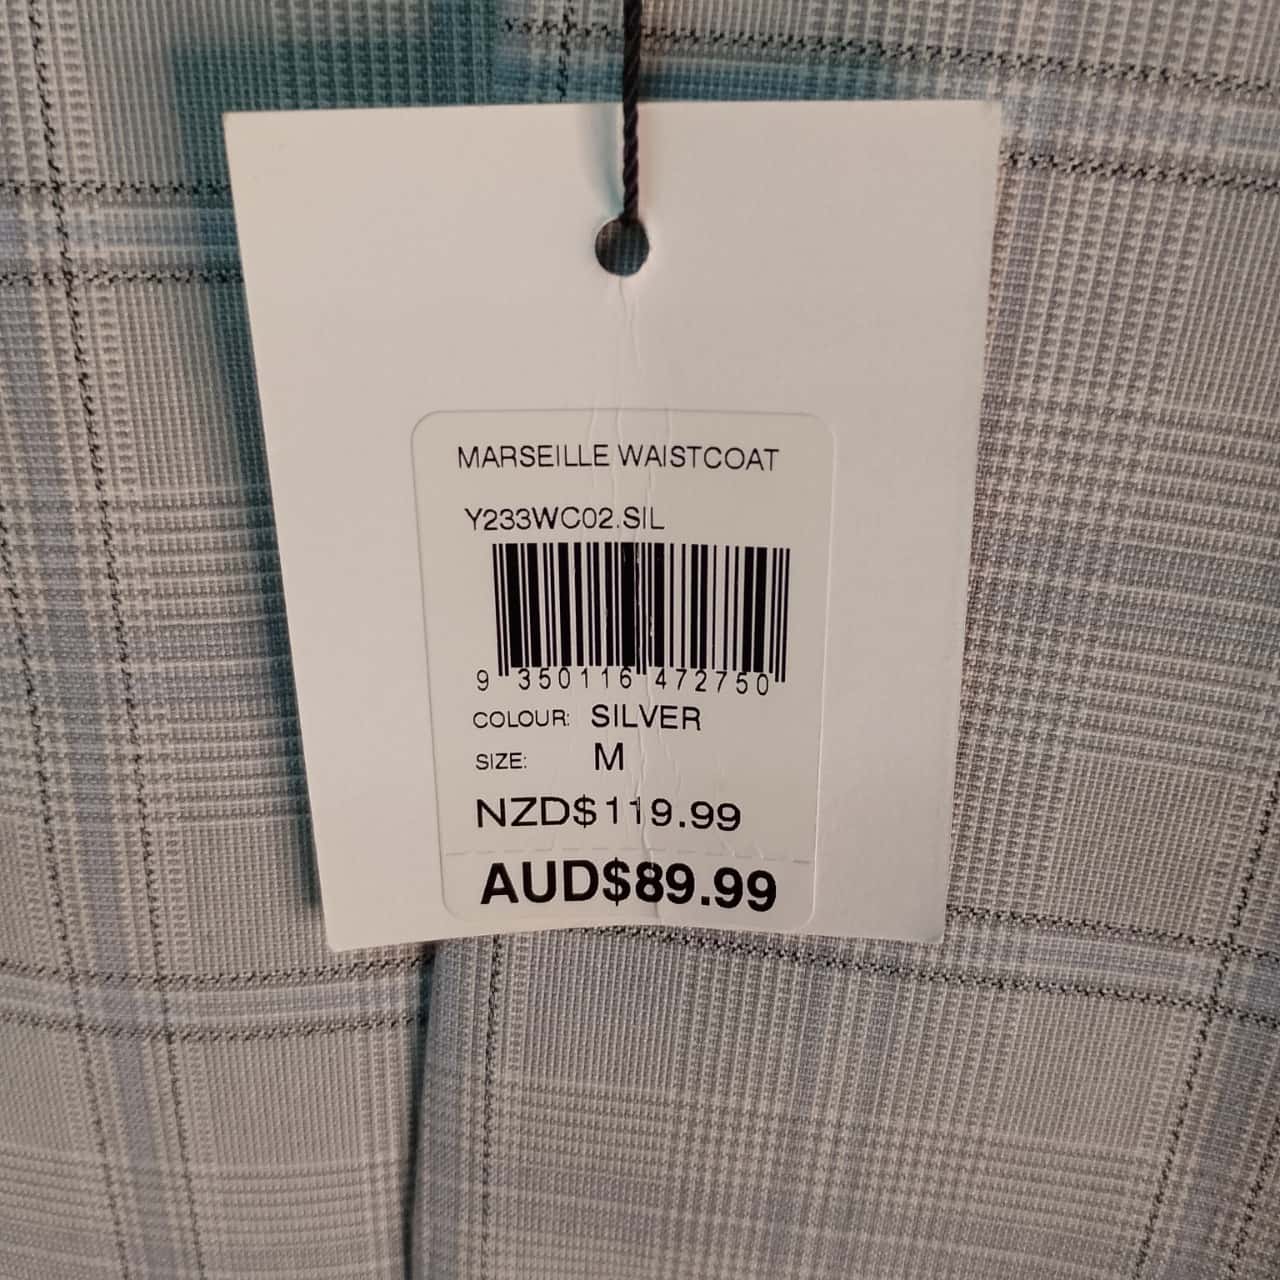 MARSEILLE WAISTCOAT
Y233WC02.SIL
9 350116 472750
COLOUR: SILVER
SIZE: M
NZD$119.99
AUD$89.99